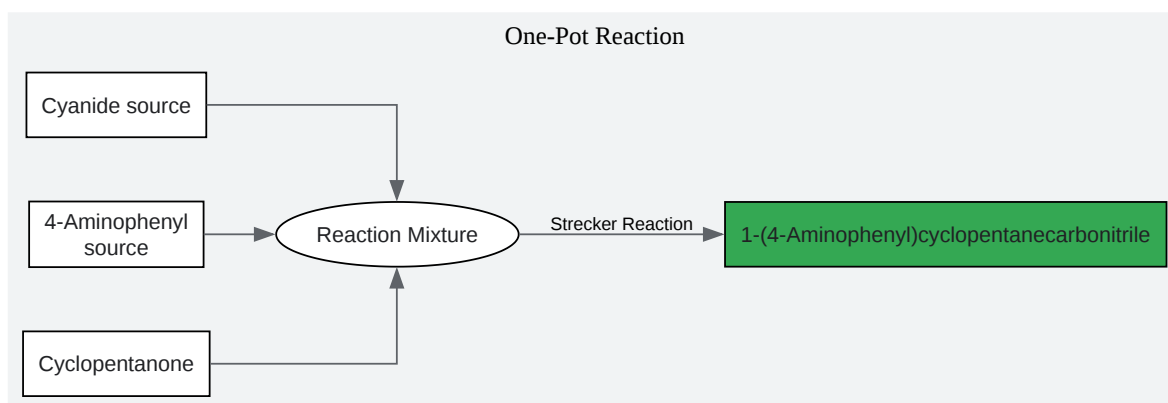 One-Pot Reaction
Cyanide source
4-Aminophenyl
source
Reaction Mixture
Strecker Reaction
1-(4-Aminophenyl)cyclopentanecarbonitrile
Cyclopentanone